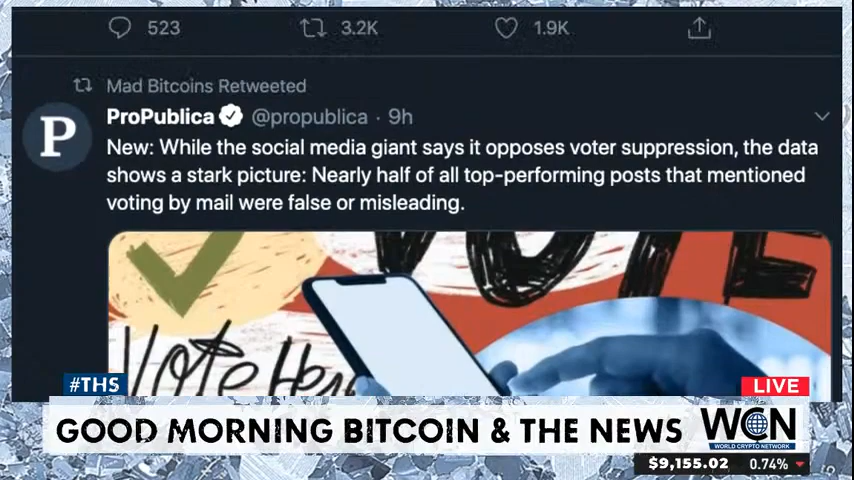 523 3.2K 1.9K
Mad Bitcoins Retweeted
P
ProPublica @propublica · 9h
New: While the social media giant says it opposes voter suppression, the data
shows a stark picture: Nearly half of all top-performing posts that mentioned
voting by mail were false or misleading.
VOTE
Vote Here
#THS
LIVE
GOOD MORNING BITCOIN & THE NEWS
WCN
WORLD CRYPTO NETWORK
$9,155.02 0.74%